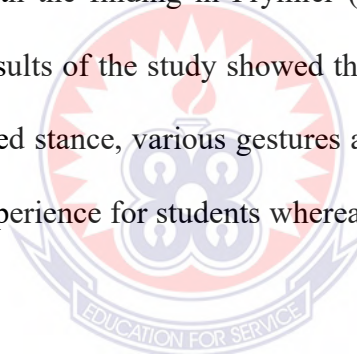 the finding in
sults of the study showed th
ed stance, various gestures a
perience for students wherea
EDUCATION FOR SERVICE